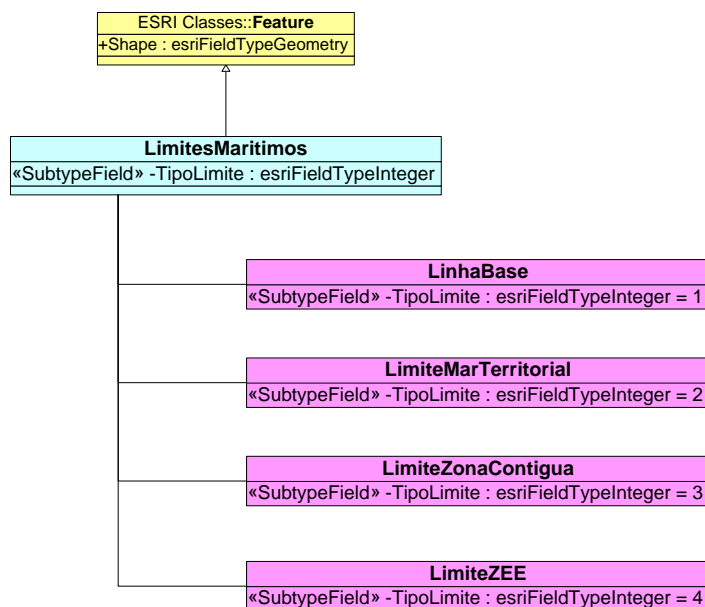 ESRI Classes::Feature
+Shape : esriFieldTypeGeometry
LimitesMaritimos
«SubtypeField» -TipoLimite : esriFieldTypeInteger
LinhaBase
«SubtypeField» -TipoLimite : esriFieldTypeInteger = 1
LimiteMarTerritorial
«SubtypeField» -TipoLimite : esriFieldTypeInteger = 2
LimiteZonaContigua
«SubtypeField» -TipoLimite : esriFieldTypeInteger = 3
LimiteZEE
«SubtypeField» -TipoLimite : esriFieldTypeInteger = 4